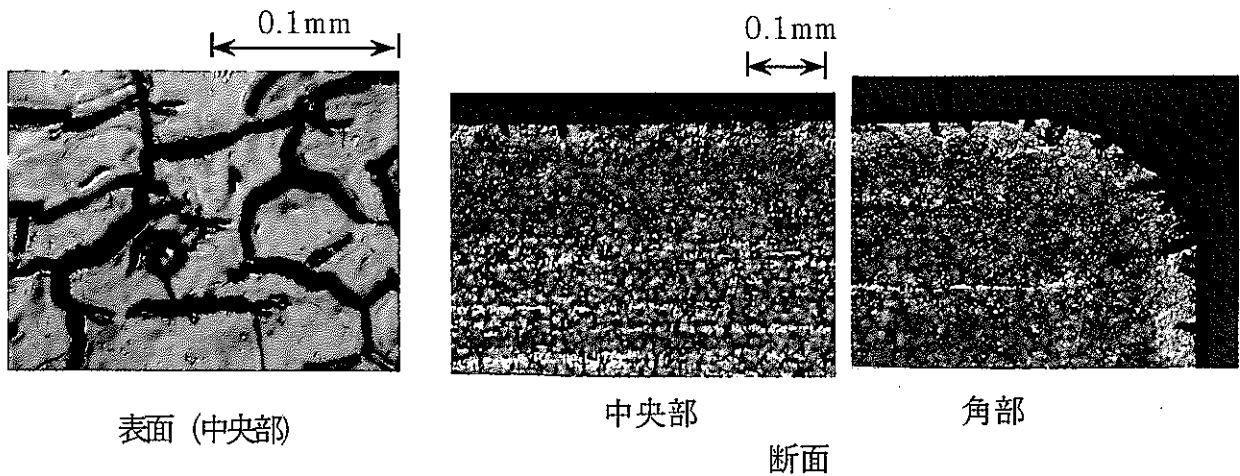 0.1mm
0.1mm
表面 (中央部)
中央部
角部
断面